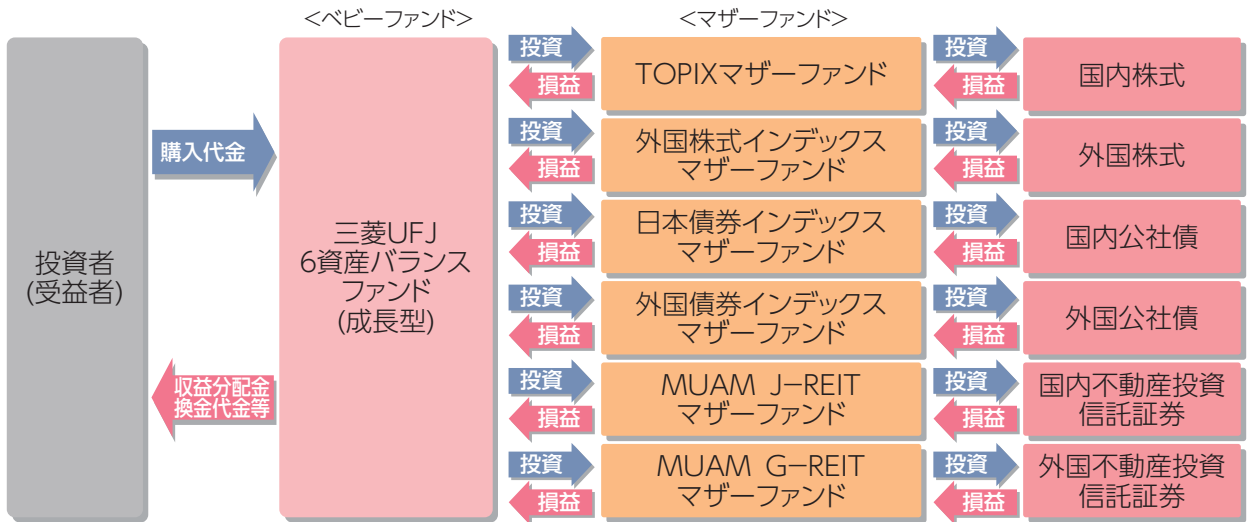 <ベビーファンド>
<マザーファンド>
投資者
(受益者)
購入代金
収益分配金
換金代金等
三菱UFJ
6資産バランス
ファンド
(成長型)
投資
損益
TOPIXマザーファンド
投資
損益
国内株式
投資
損益
外国株式インデックス
マザーファンド
投資
損益
外国株式
投資
損益
日本債券インデックス
マザーファンド
投資
損益
国内公社債
投資
損益
外国債券インデックス
マザーファンド
投資
損益
外国公社債
投資
損益
MUAM J-REIT
マザーファンド
投資
損益
国内不動産投資
信託証券
投資
損益
MUAM G-REIT
マザーファンド
投資
損益
外国不動産投資
信託証券